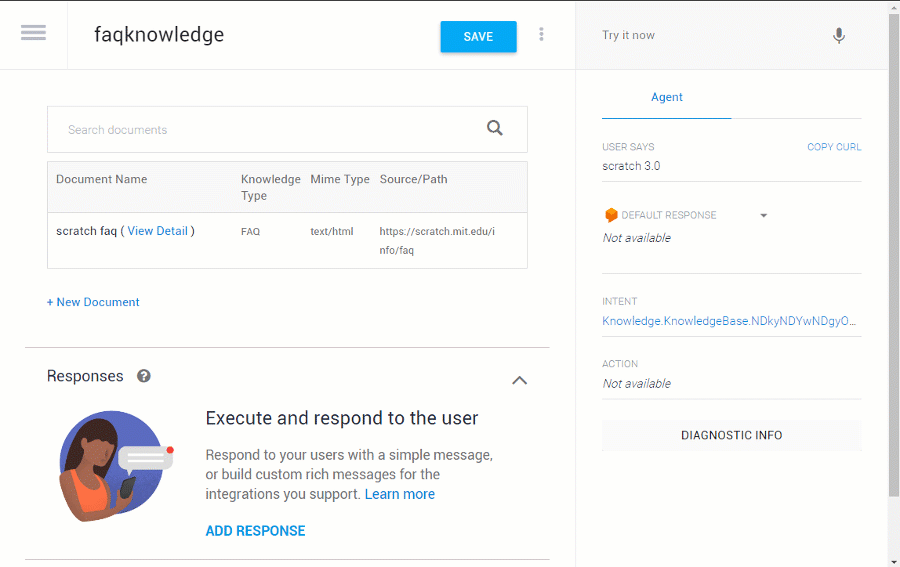 faqknowledge
SAVE
Try it now
Search documents
Document Name Knowledge Type Mime Type Source/Path
scratch faq ( View Detail ) FAQ text/html https://scratch.mit.edu/i
nfo/faq
+ New Document
Responses
Execute and respond to the user
Respond to your users with a simple message,
or build custom rich messages for the
integrations you support. Learn more
ADD RESPONSE
Agent
USER SAYS COPY CURL
scratch 3.0
DEFAULT RESPONSE
Not available
INTENT
Knowledge.KnowledgeBase.NDkyNDYwNDgyO...
ACTION
Not available
DIAGNOSTIC INFO